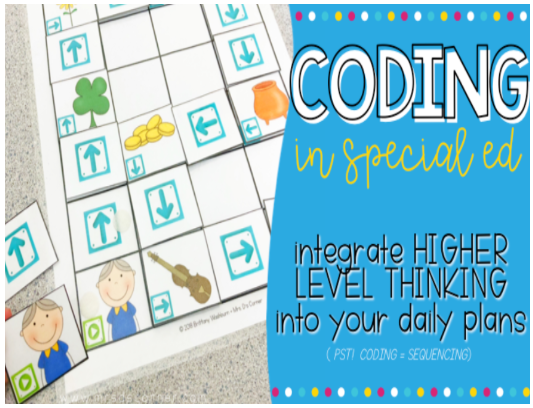 CODING
in special ed
integrate HIGHER
LEVEL THINKING
into your daily plans
( PST! CODING = SEQUENCING)